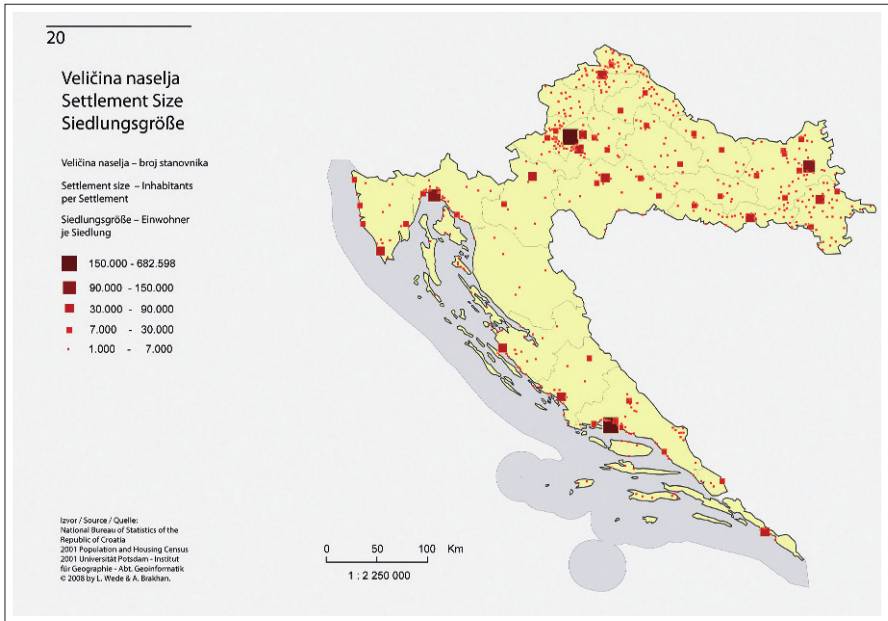 20
Veličina naselja
Settlement Size
Siedlungsgröße
Veličina naselja – broj stanovnika
Settlement size – Inhabitants
per Settlement
Siedlungsgröße – Einwohner
je Siedlung
150.000 - 682.598
90.000 - 150.000
30.000 - 90.000
7.000 - 30.000
1.000 - 7.000
Izvor / Source / Quelle:
National Bureau of Statistics of the
Republic of Croatia
2001 Population and Housing Census
2001 Universität Potsdam - Institut
für Geographie - Abt. Geoinformatik
© 2008 by L. Wede & A. Brakhan.
0 50 100 Km
1 : 2 250 000